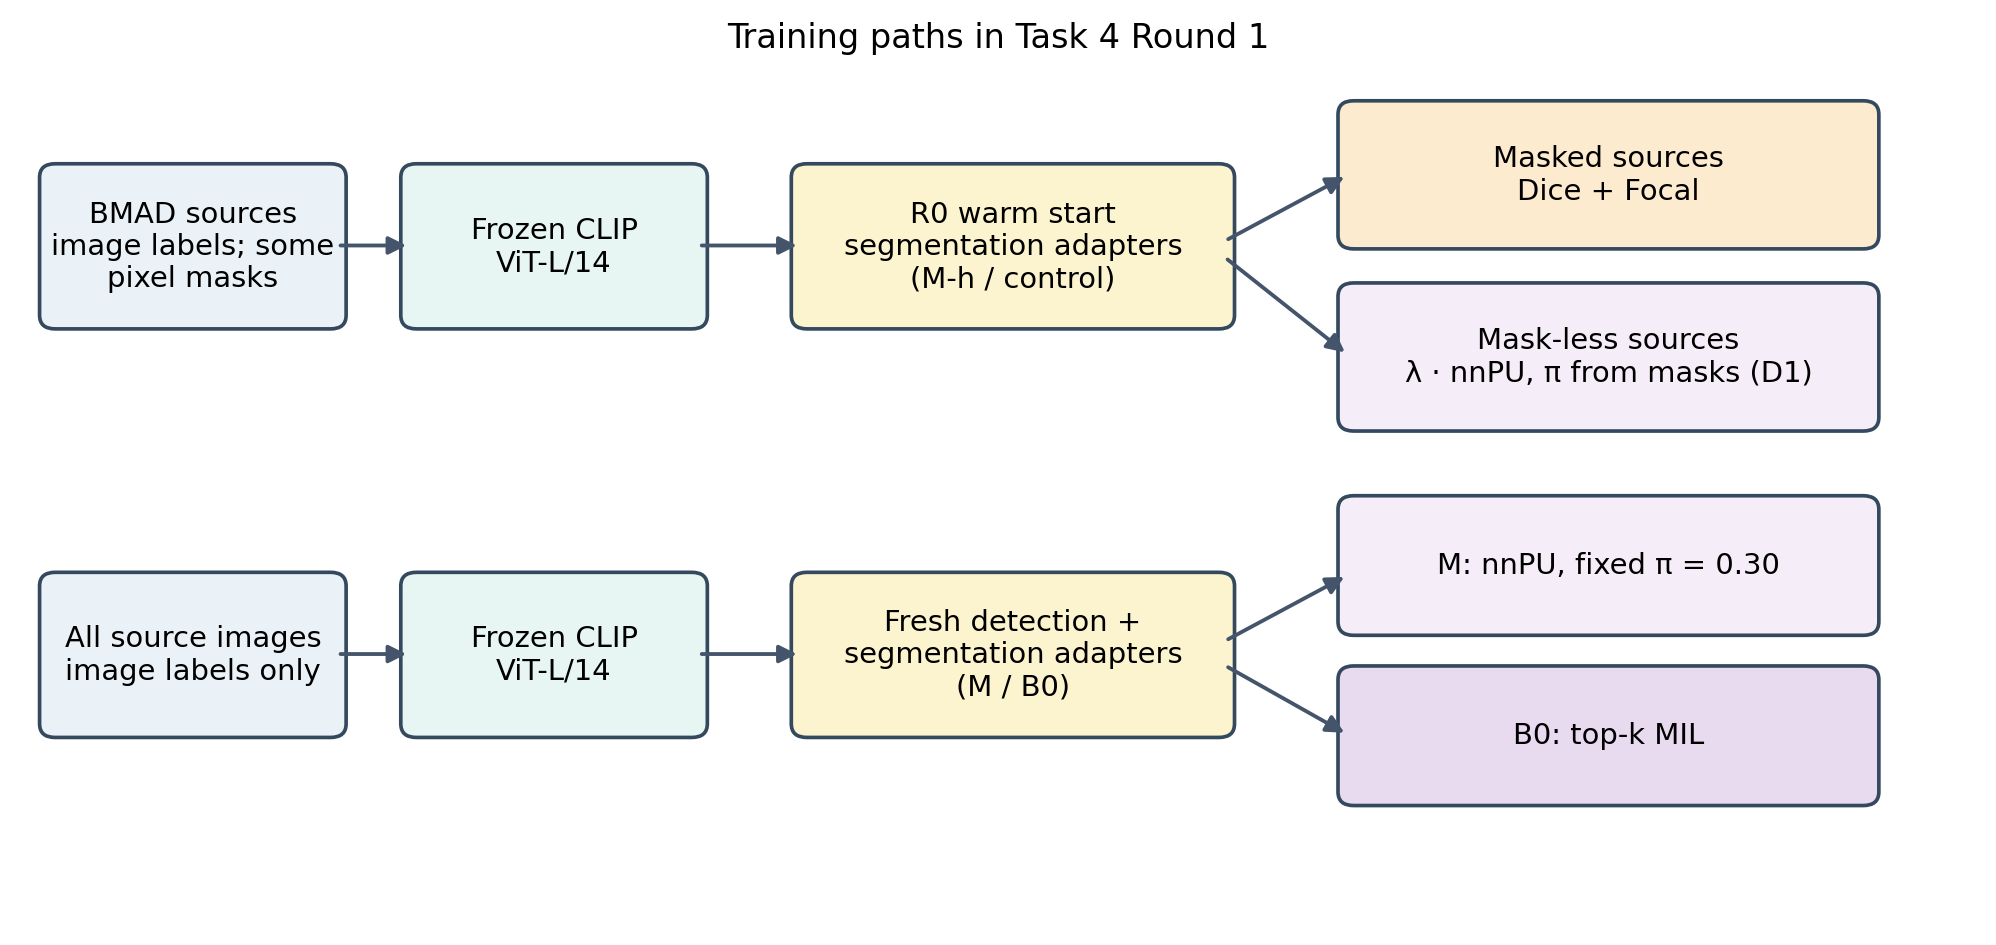 Training paths in Task 4 Round 1
BMAD sources
image labels; some
pixel masks
Frozen CLIP
ViT-L/14
R0 warm start
segmentation adapters
(M-h / control)
Masked sources
Dice + Focal
Mask-less sources
λ · nnPU, π from masks (D1)
All source images
image labels only
Frozen CLIP
ViT-L/14
Fresh detection +
segmentation adapters
(M / B0)
M: nnPU, fixed π = 0.30
B0: top-k MIL